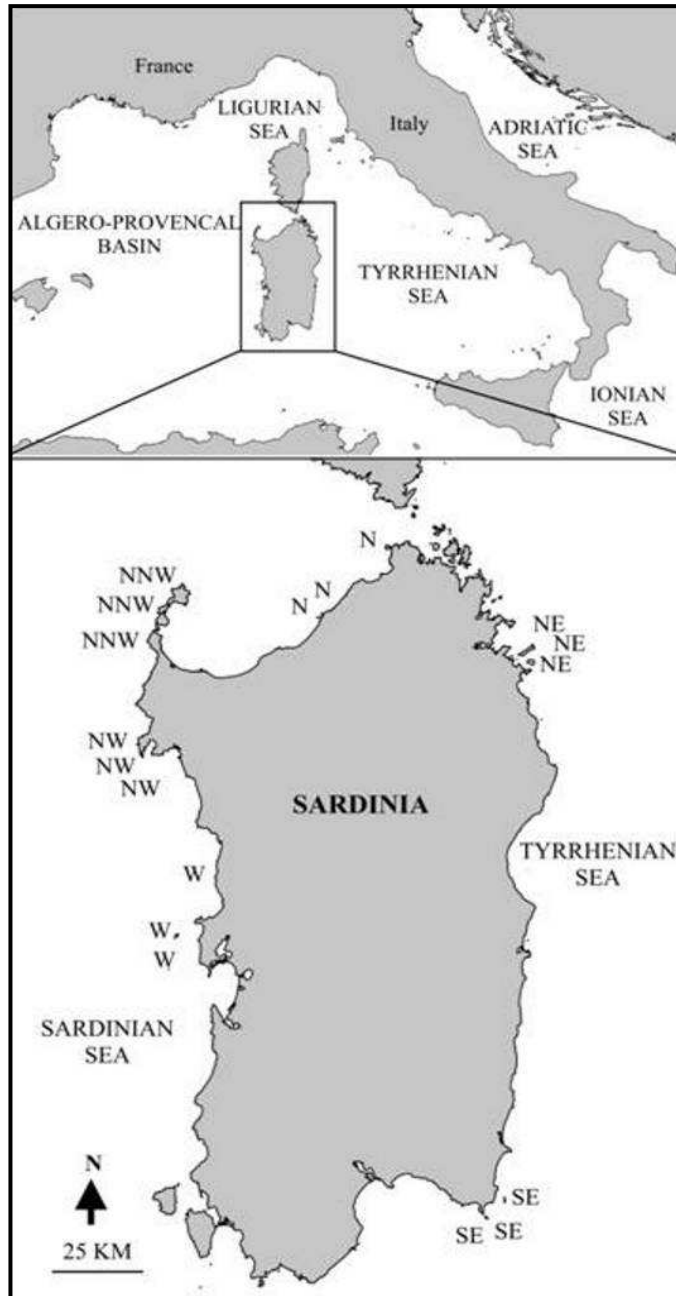 France
LIGURIAN
SEA
Italy
ADRIATIC
SEA
ALGERO-PROVENCAL
BASIN
TYRRHENIAN
SEA
IONIAN
SEA
N
NNW
NNW
N
N
NNW
NE
NE
NE
NW
NW
NW
SARDINIA
TYRRHENIAN
SEA
W
W
W
SARDINIAN
SEA
N
25 KM
SE
SE
SE